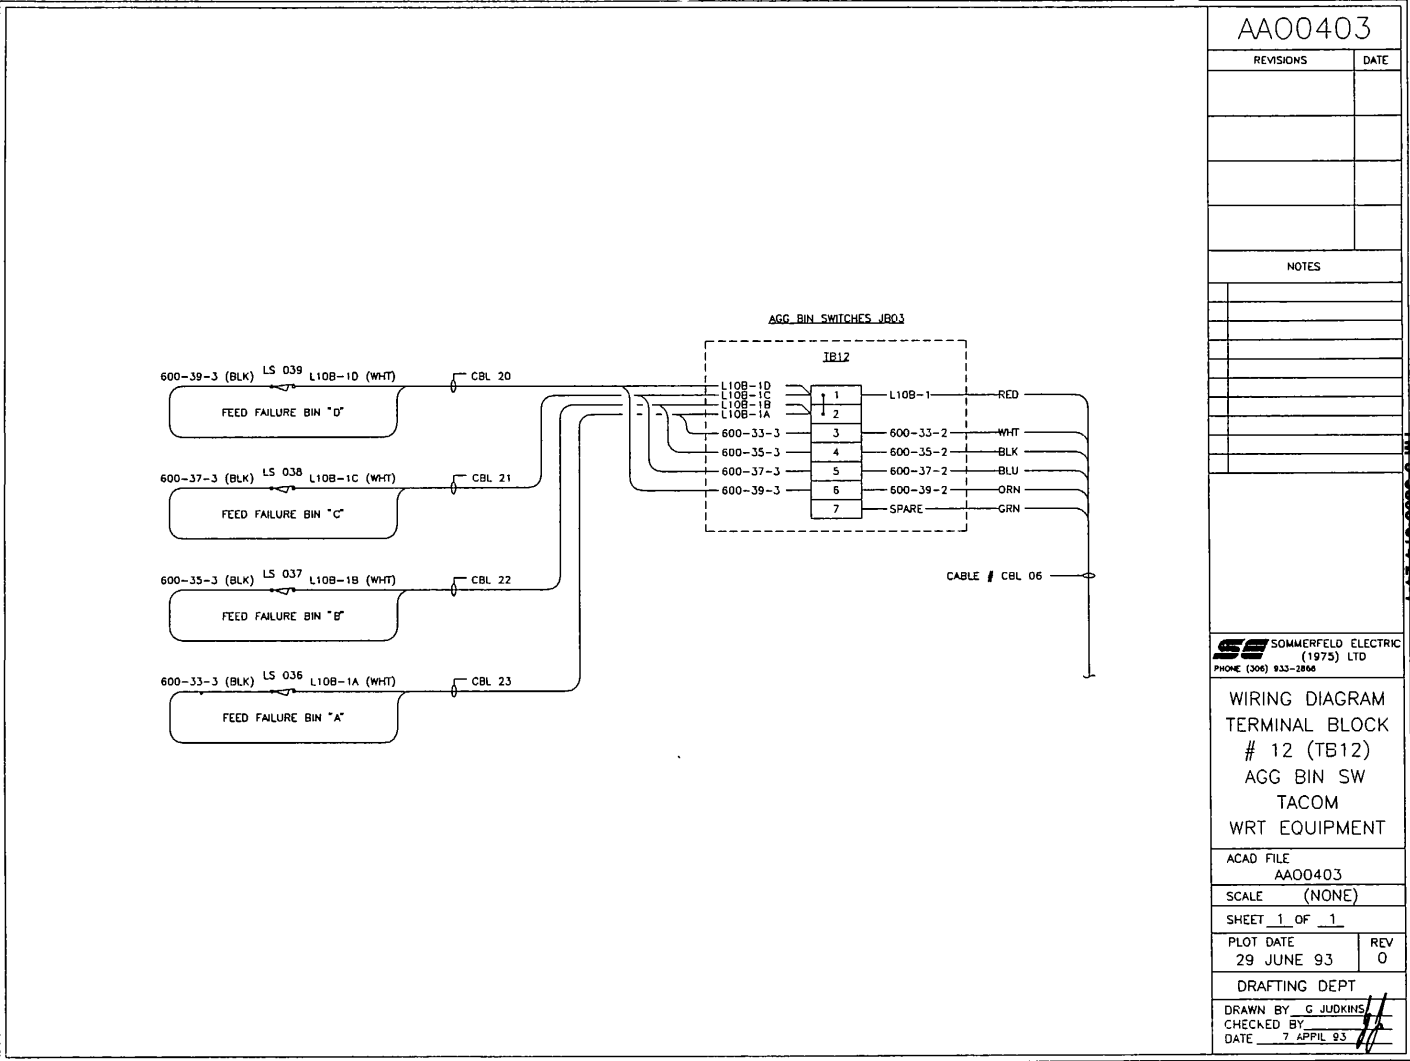 AGG BIN SWITCHES JB03
TB12
600-39-3 (BLK) LS 039 L10B-1D (WHT)
CBL 20
FEED FAILURE BIN "D"
600-37-3 (BLK) LS 038 L10B-1C (WHT)
CBL 21
FEED FAILURE BIN "C"
600-35-3 (BLK) LS 037 L10B-1B (WHT)
CBL 22
FEED FAILURE BIN "B"
600-33-3 (BLK) LS 036 L10B-1A (WHT)
CBL 23
FEED FAILURE BIN "A"
L10B-1D
L10B-1C
L10B-1B
L10B-1A
1 L10B-1 RED
2
600-33-3 3 600-33-2 WHT
600-35-3 4 600-35-2 BLK
600-37-3 5 600-37-2 BLU
600-39-3 6 600-39-2 ORN
7 SPARE GRN
CABLE # CBL 06
AA00403
REVISIONS DATE
NOTES
SE SOMMERFELD ELECTRIC
(1975) LTD
PHONE (306) 933-2866
WIRING DIAGRAM
TERMINAL BLOCK
# 12 (TB12)
AGG BIN SW
TACOM
WRT EQUIPMENT
ACAD FILE
AA00403
SCALE (NONE)
SHEET 1 OF 1
PLOT DATE REV
29 JUNE 93 0
DRAFTING DEPT
DRAWN BY G JUDKINS
CHECKED BY
DATE 7 APPIL 93